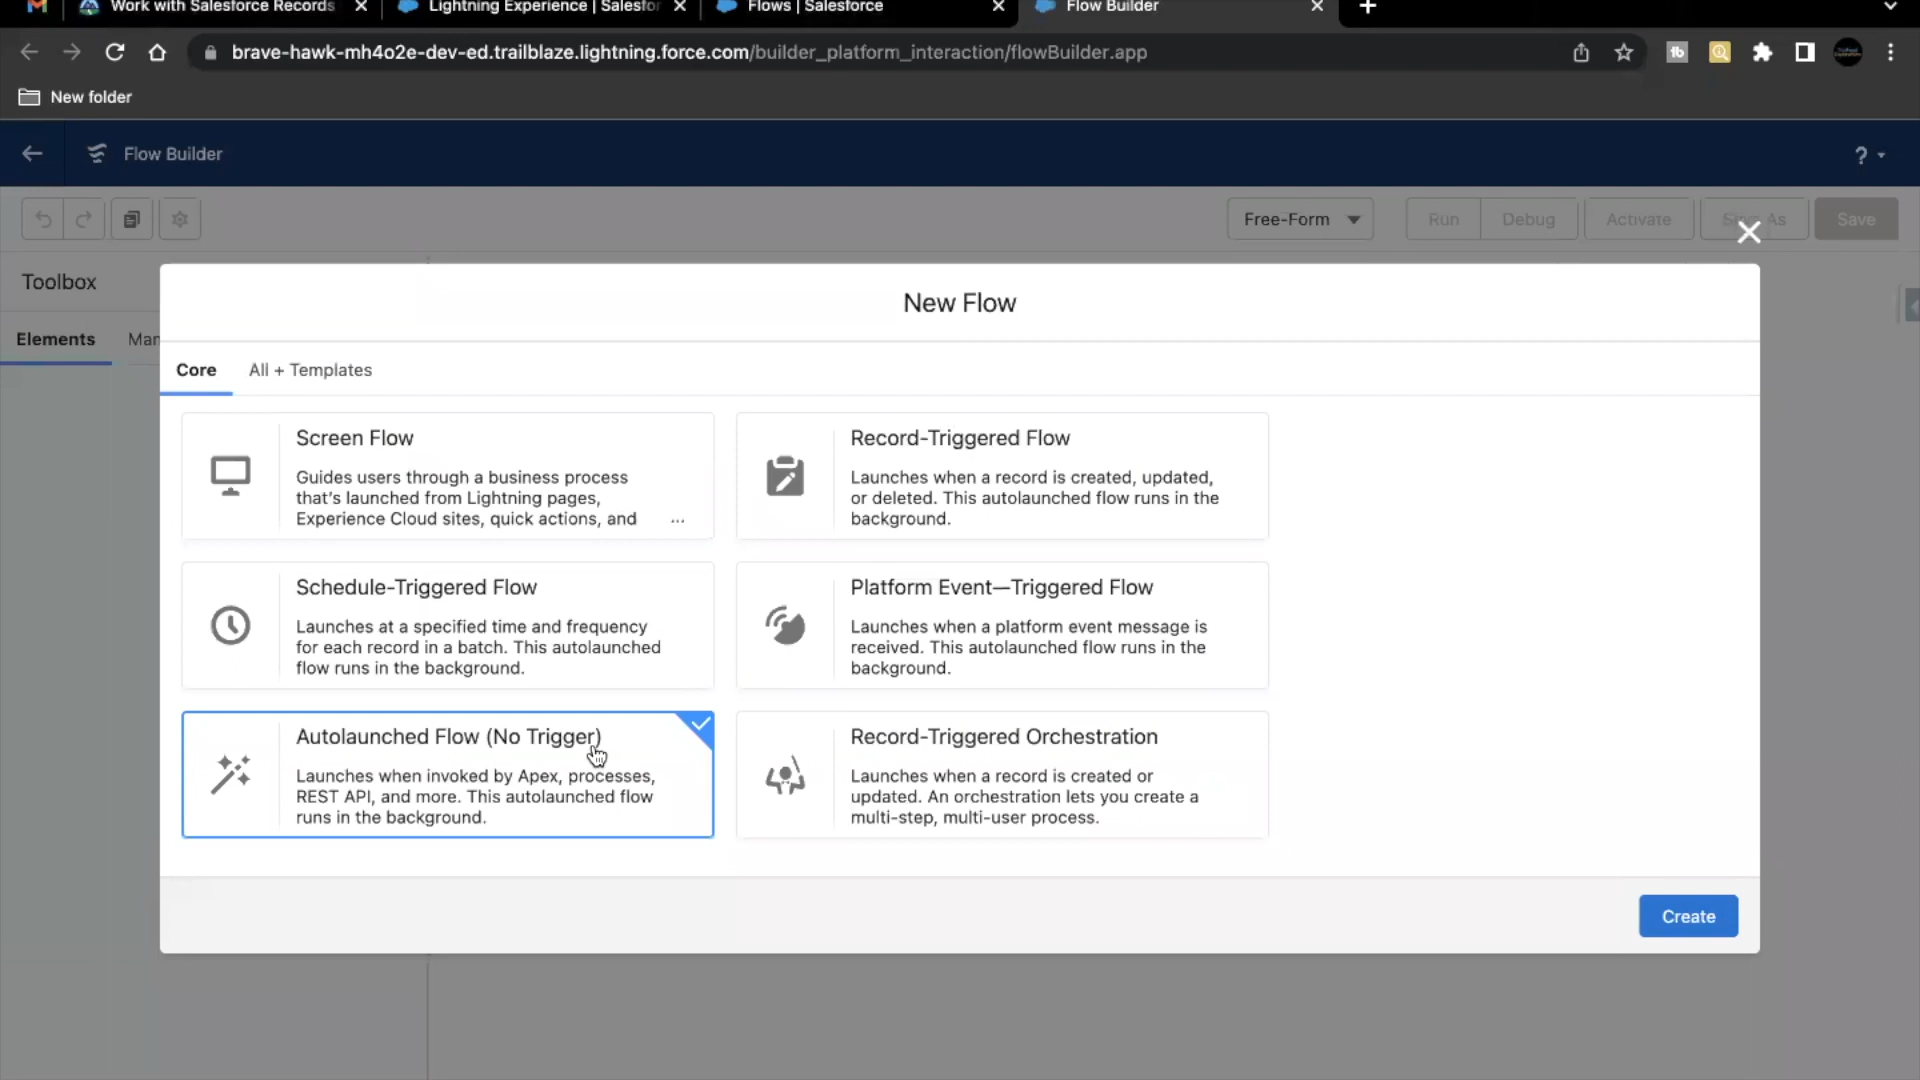 Work with Salesforce Records
Lightning Experience | Salesfor
Flows | Salesforce
Flow Builder
brave-hawk-mh4o2e-dev-ed.trailblaze.lightning.force.com/builder_platform_interaction/flowBuilder.app
New folder
Flow Builder
?
Free-Form
Run
Debug
Activate
Save As
Save
Toolbox
Elements
Man
New Flow
Core
All + Templates
Screen Flow
Guides users through a business process
that's launched from Lightning pages,
Experience Cloud sites, quick actions, and ...
Record-Triggered Flow
Launches when a record is created, updated,
or deleted. This autolaunched flow runs in the
background.
Schedule-Triggered Flow
Launches at a specified time and frequency
for each record in a batch. This autolaunched
flow runs in the background.
Platform Event—Triggered Flow
Launches when a platform event message is
received. This autolaunched flow runs in the
background.
Autolaunched Flow (No Trigger)
Launches when invoked by Apex, processes,
REST API, and more. This autolaunched flow
runs in the background.
Record-Triggered Orchestration
Launches when a record is created or
updated. An orchestration lets you create a
multi-step, multi-user process.
Create